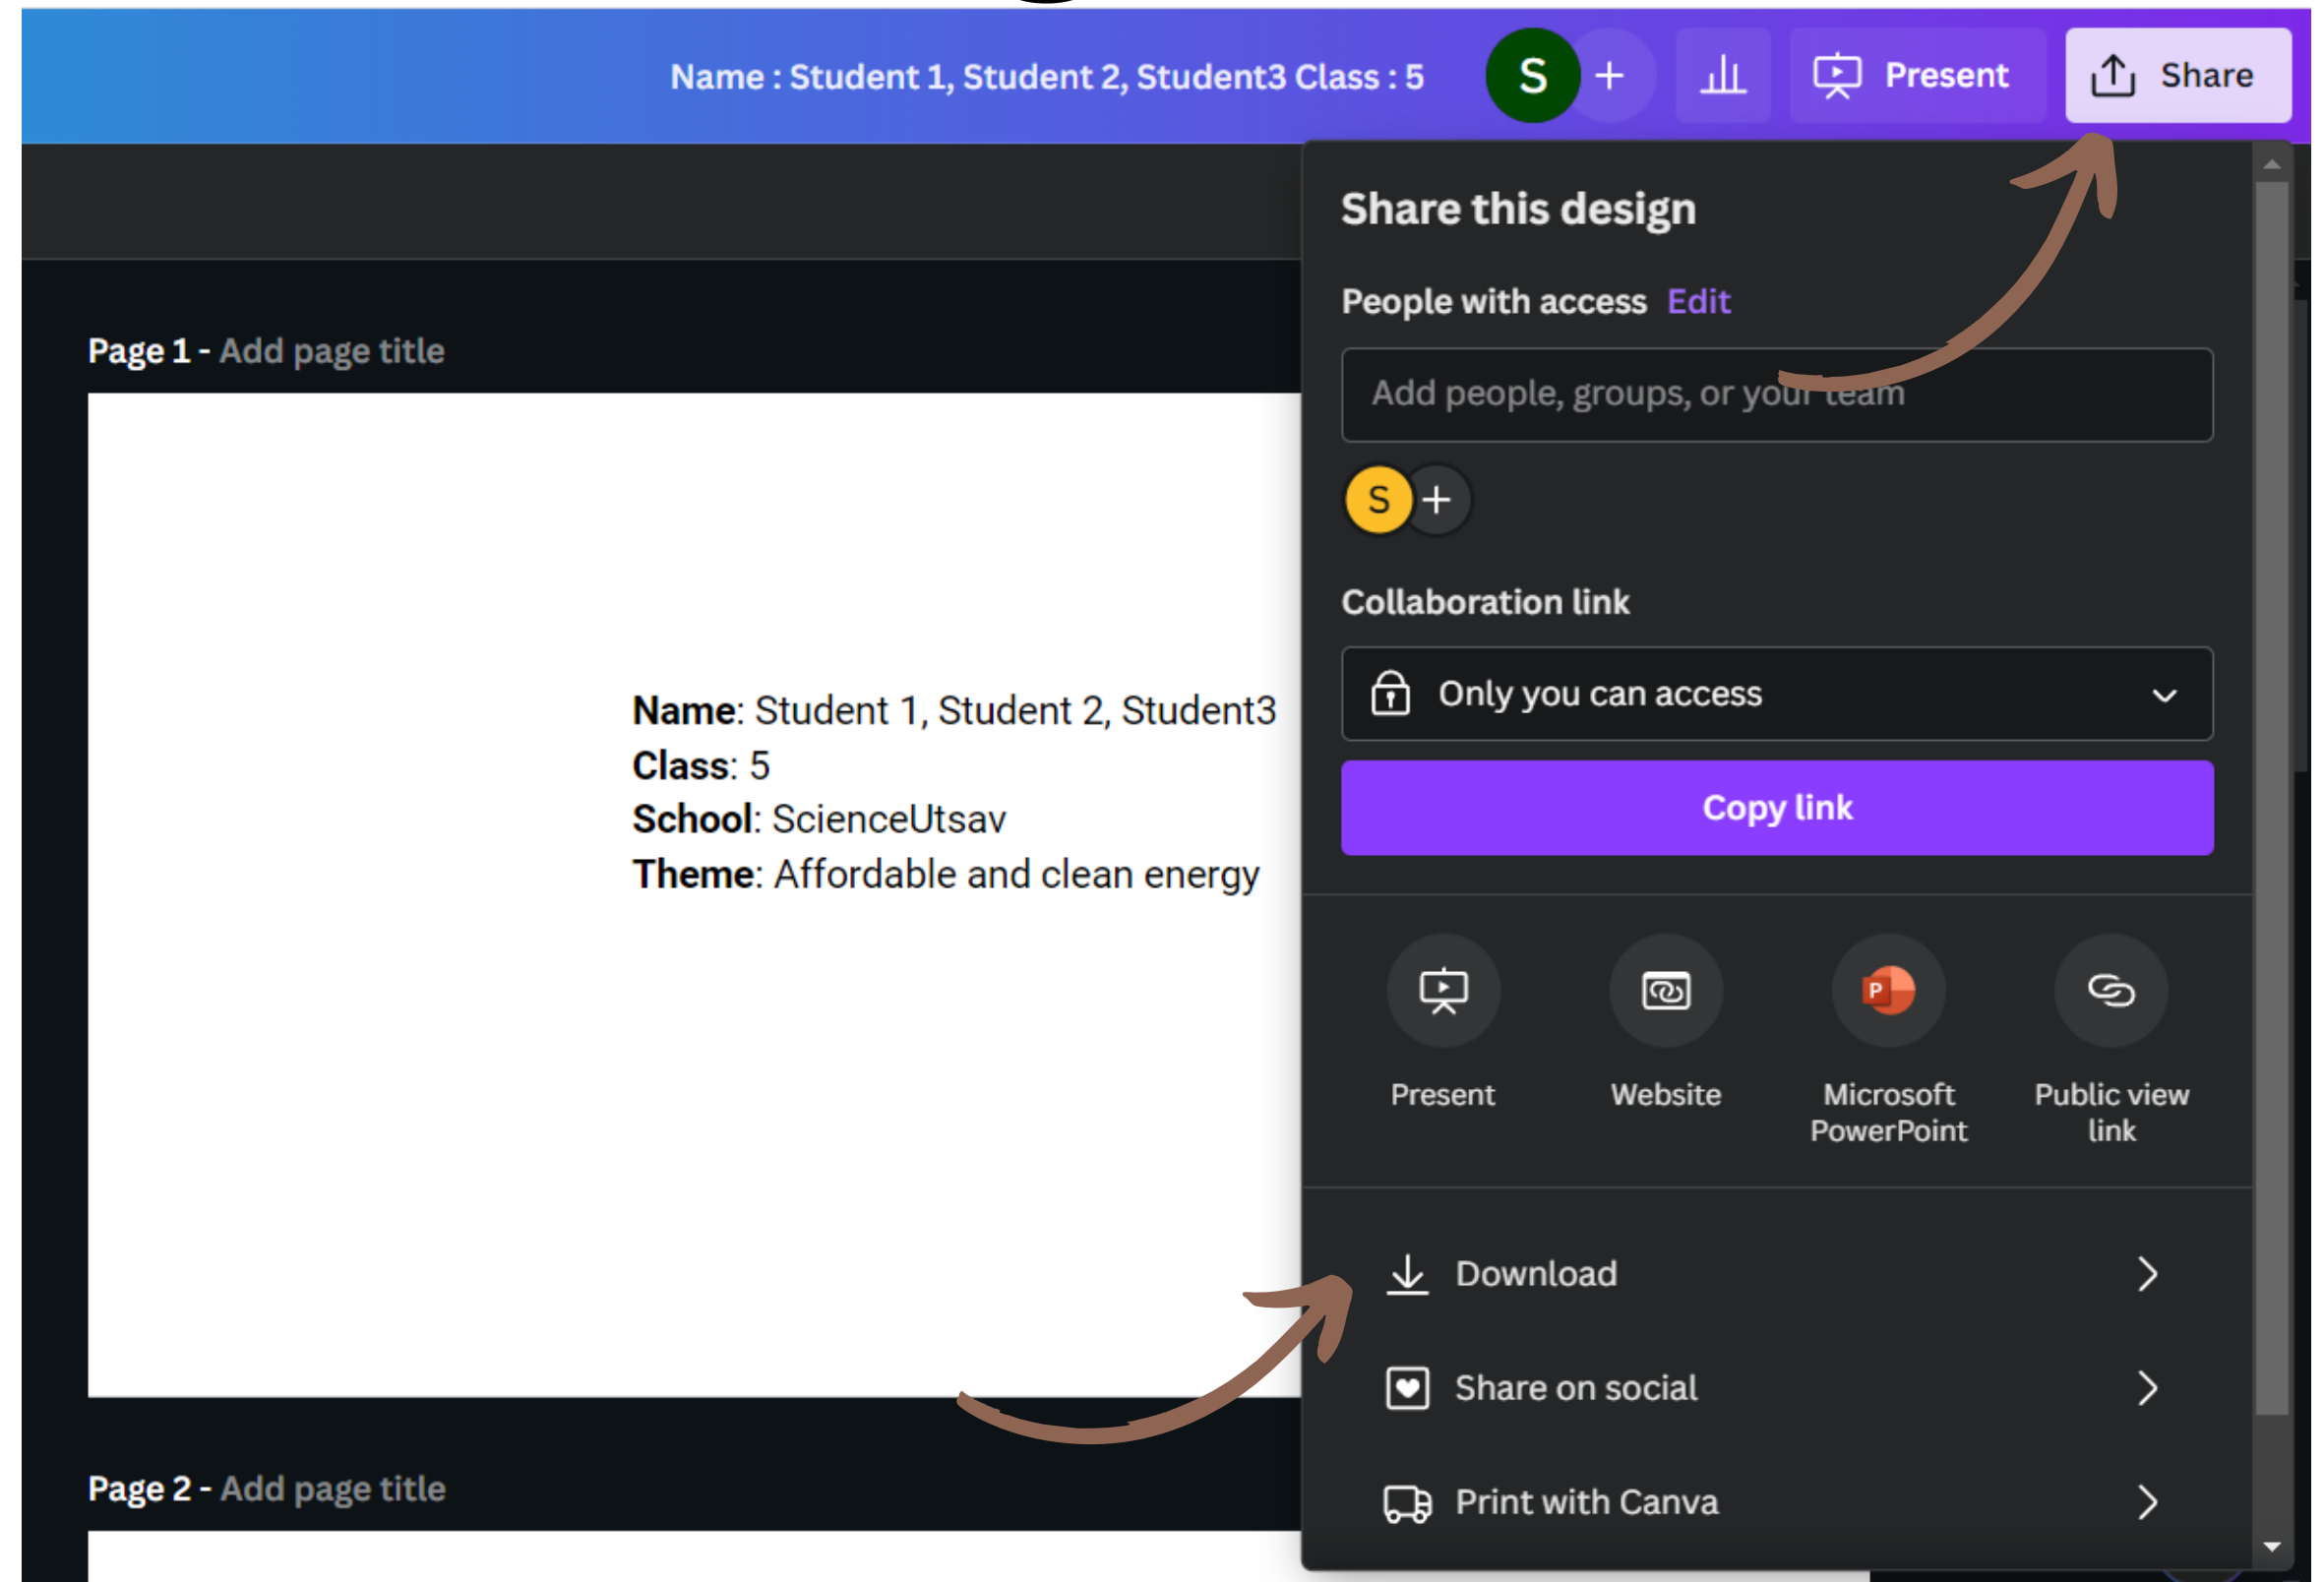 Name : Student 1, Student 2, Student3 Class : 5
S
Present
Share
Share this design
People with access Edit
Add people, groups, or your team
S
Collaboration link
Only you can access
Copy link
Present
Website
Microsoft
PowerPoint
P
Public view
link
Download
Share on social
Print with Canva
Page 1 - Add page title
Name: Student 1, Student 2, Student3
Class: 5
School: ScienceUtsav
Theme: Affordable and clean energy
Page 2 - Add page title